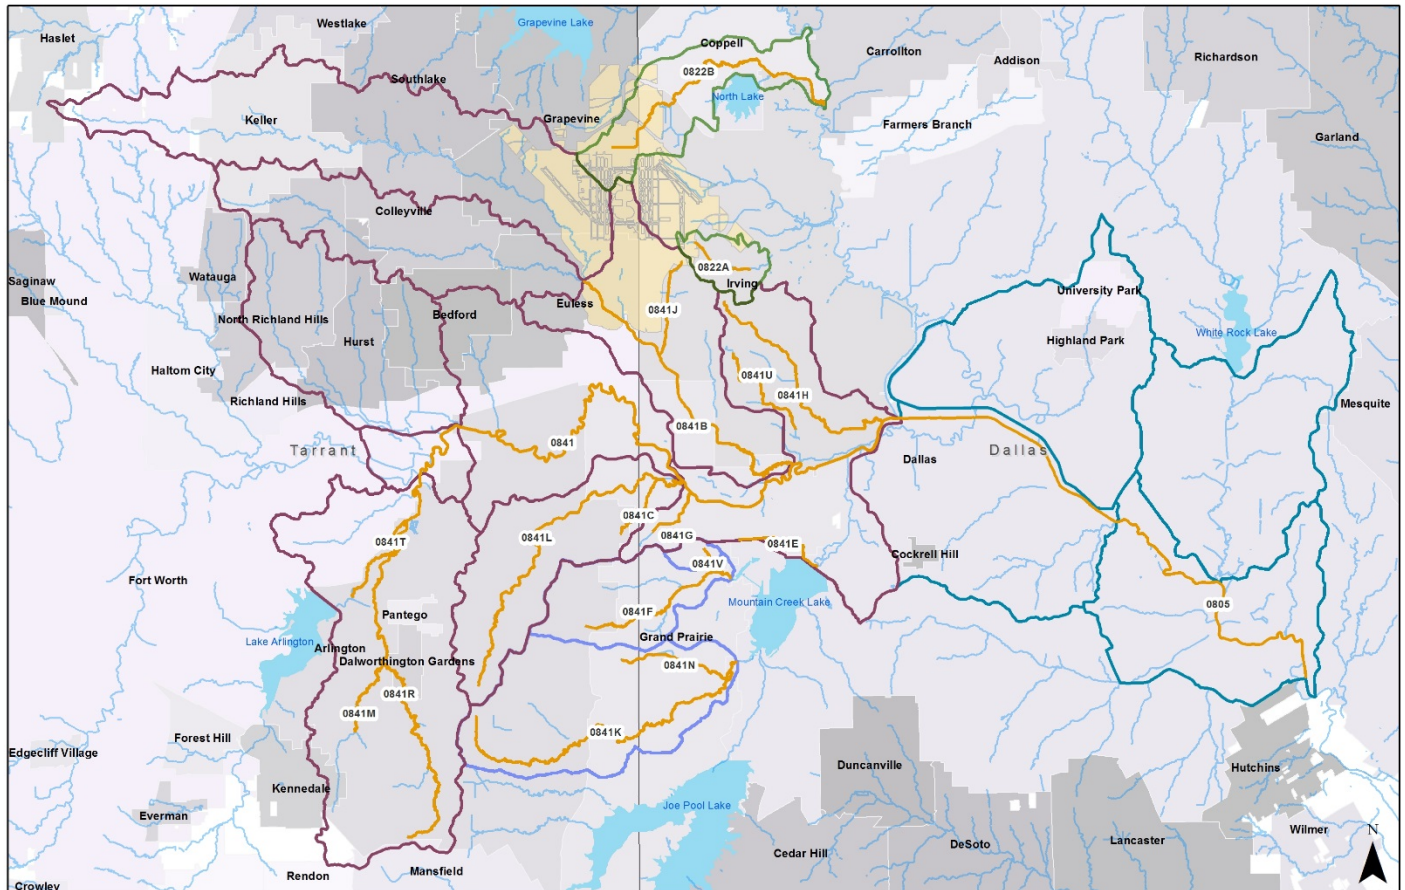 Westlake
Grapevine Lake
Haslet
Coppell
Carrollton
Richardson
Addison
0822B
Southlake
North Lake
Keller
Grapevine
Farmers Branch
Garland
Colleyville
0822A
Watauga
Saginaw
Irving
University Park
Blue Mound
Euless
0841J
Bedford
North Richland Hills
White Rock Lake
Hurst
Highland Park
Haltom City
0841U
0841H
Richland Hills
Mesquite
0841B
0841
Tarrant
Dallas
Dallas
0841C
0841L
0841G
0841T
0841E
Cockrell Hill
0841V
Fort Worth
Mountain Creek Lake
0805
0841F
Pantego
Grand Prairie
Lake Arlington
Arlington
Dalworthington Gardens
0841N
0841R
0841M
0841K
Forest Hill
Edgecliff Village
Duncanville
Hutchins
Kennedale
Joe Pool Lake
Everman
N
Wilmer
Lancaster
DeSoto
Cedar Hill
Mansfield
Rendon
Crowley